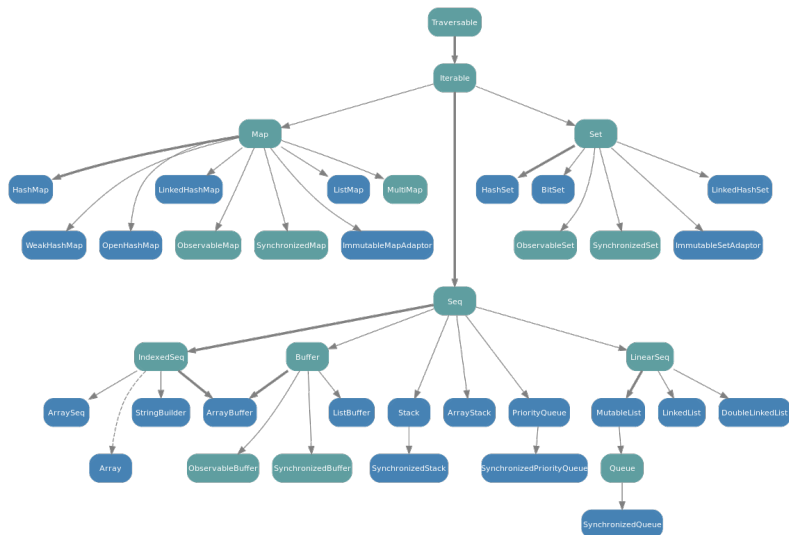 Traversable
Iterable
Map
Set
HashMap
LinkedHashMap
ListMap
MultiMap
HashSet
BitSet
LinkedHashSet
WeakHashMap
OpenHashMap
ObservableMap
SynchronizedMap
ImmutableMapAdaptor
ObservableSet
SynchronizedSet
ImmutableSetAdaptor
Seq
IndexedSeq
Buffer
LinearSeq
ArraySeq
StringBuilder
ArrayBuffer
ListBuffer
Stack
ArrayStack
PriorityQueue
MutableList
LinkedList
DoubleLinkedList
Array
ObservableBuffer
SynchronizedBuffer
SynchronizedStack
SynchronizedPriorityQueue
Queue
SynchronizedQueue